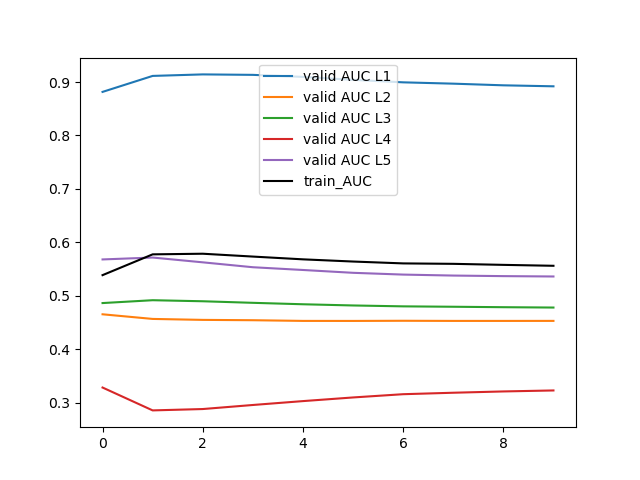 0.9
0.8
0.7
0.6
0.5
0.4
0.3
valid AUC L1
valid AUC L2
valid AUC L3
valid AUC L4
valid AUC L5
train_AUC
0 2 4 6 8